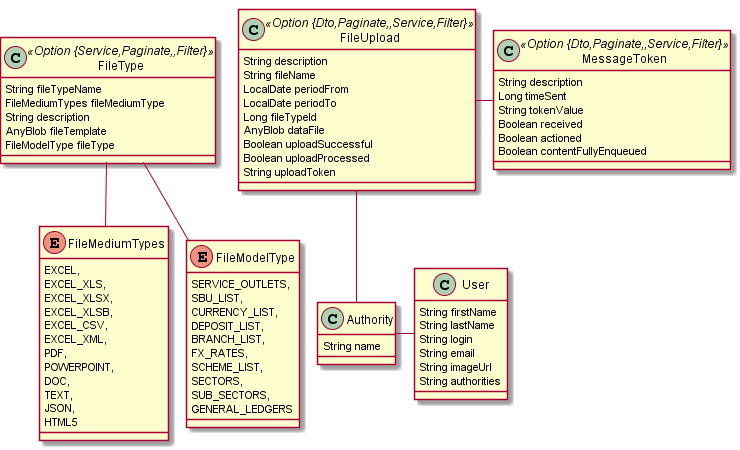 C «Option {Service,Paginate,,Filter}»
FileType
String fileTypeName
FileMediumTypes fileMediumType
String description
AnyBlob fileTemplate
FileModelType fileType
C «Option {Dto,Paginate,,Service,Filter}»
FileUpload
String description
String fileName
LocalDate periodFrom
LocalDate periodTo
Long fileTypeId
AnyBlob dataFile
Boolean uploadSuccessful
Boolean uploadProcessed
String uploadToken
C «Option {Dto,Paginate,,Service,Filter}»
MessageToken
String description
Long timeSent
String tokenValue
Boolean received
Boolean actioned
Boolean contentFullyEnqueued
E FileMediumTypes
EXCEL,
EXCEL_XLS,
EXCEL_XLSX,
EXCEL_XLSB,
EXCEL_CSV,
EXCEL_XML,
PDF,
POWERPOINT,
DOC,
TEXT,
JSON,
HTML5
E FileModelType
SERVICE_OUTLETS,
SBU_LIST,
CURRENCY_LIST,
DEPOSIT_LIST,
BRANCH_LIST,
FX_RATES,
SCHEME_LIST,
SECTORS,
SUB_SECTORS,
GENERAL_LEDGERS
C Authority
String name
C User
String firstName
String lastName
String login
String email
String imageUrl
String authorities